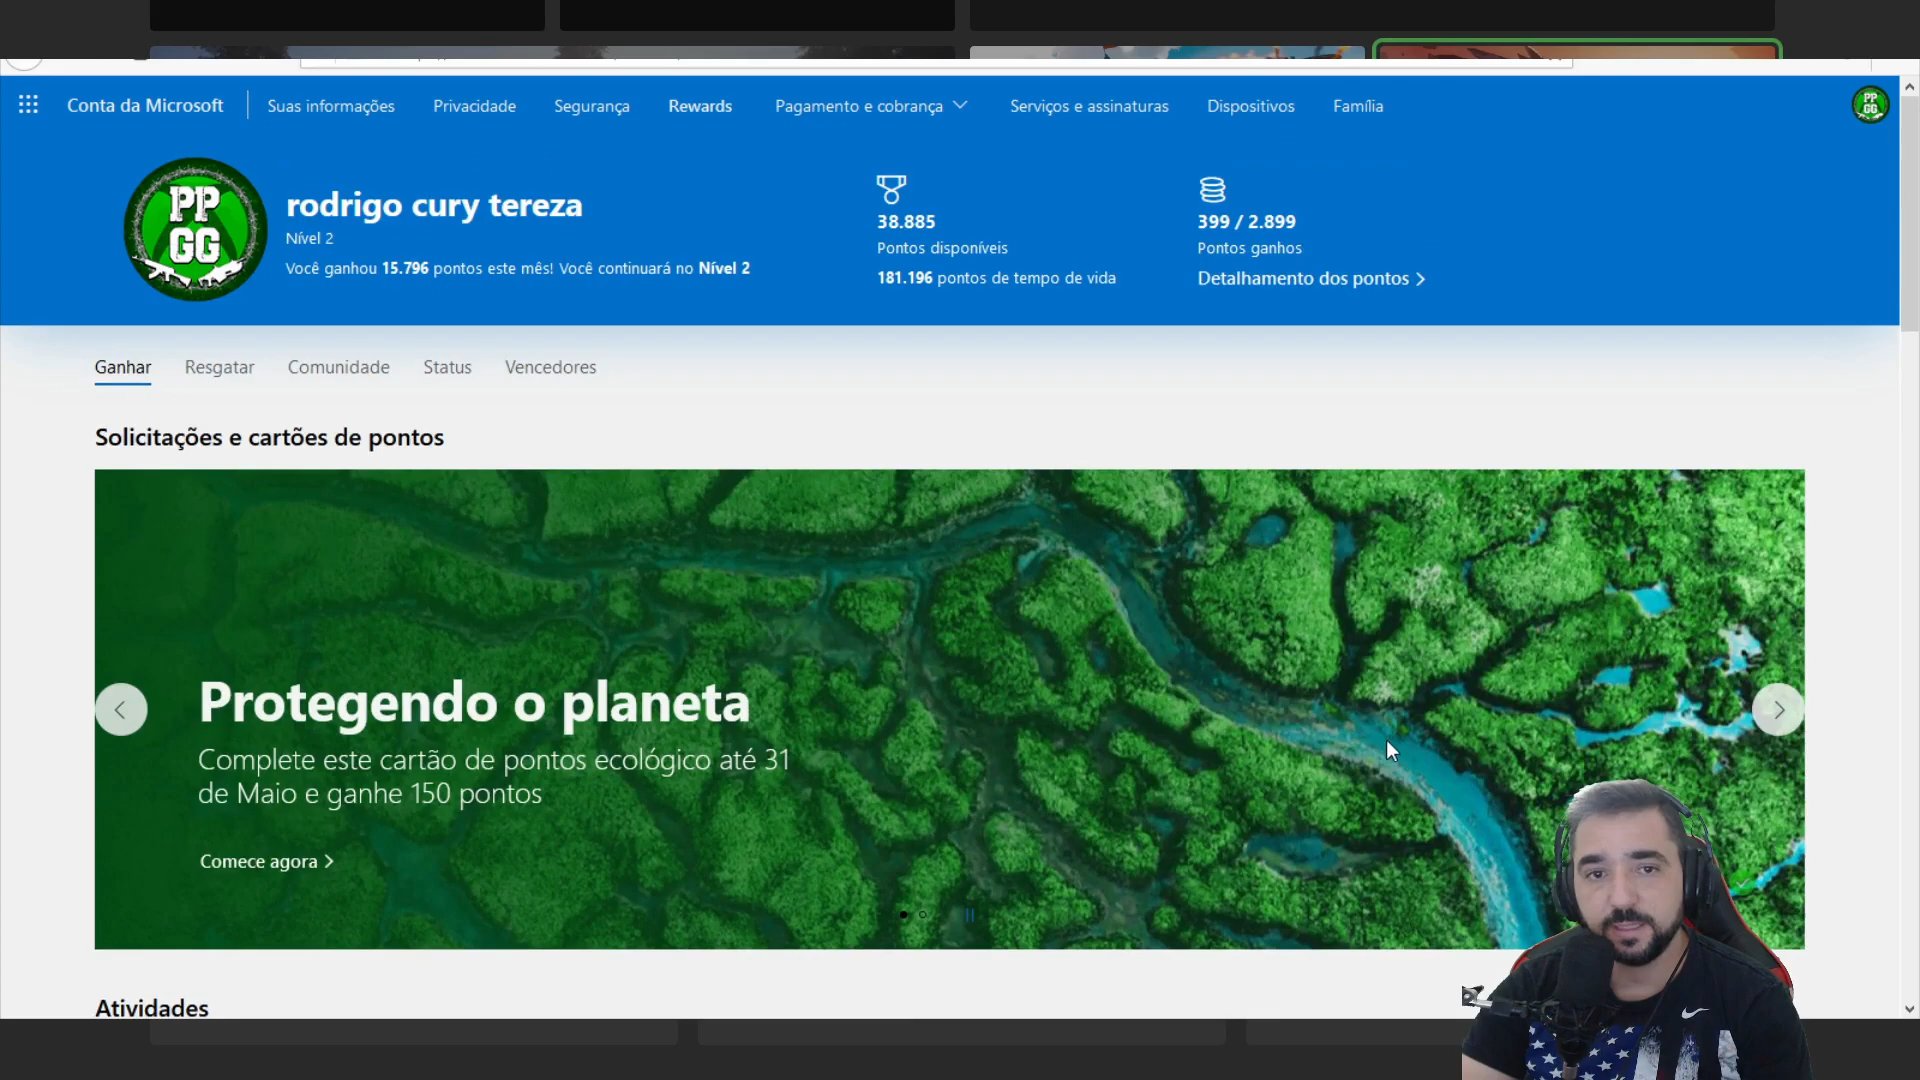 Conta da Microsoft
Suas informações
Privacidade
Segurança
Rewards
Pagamento e cobrança
Serviços e assinaturas
Dispositivos
Família
PP
GG
PP
GG
rodrigo cury tereza
Nível 2
Você ganhou 15.796 pontos este mês! Você continuará no Nível 2
38.885
Pontos disponíveis
181.196 pontos de tempo de vida
399 / 2.899
Pontos ganhos
Detalhamento dos pontos
Ganhar
Resgatar
Comunidade
Status
Vencedores
Solicitações e cartões de pontos
Protegendo o planeta
Complete este cartão de pontos ecológico até 31
de Maio e ganhe 150 pontos
Comece agora
Atividades